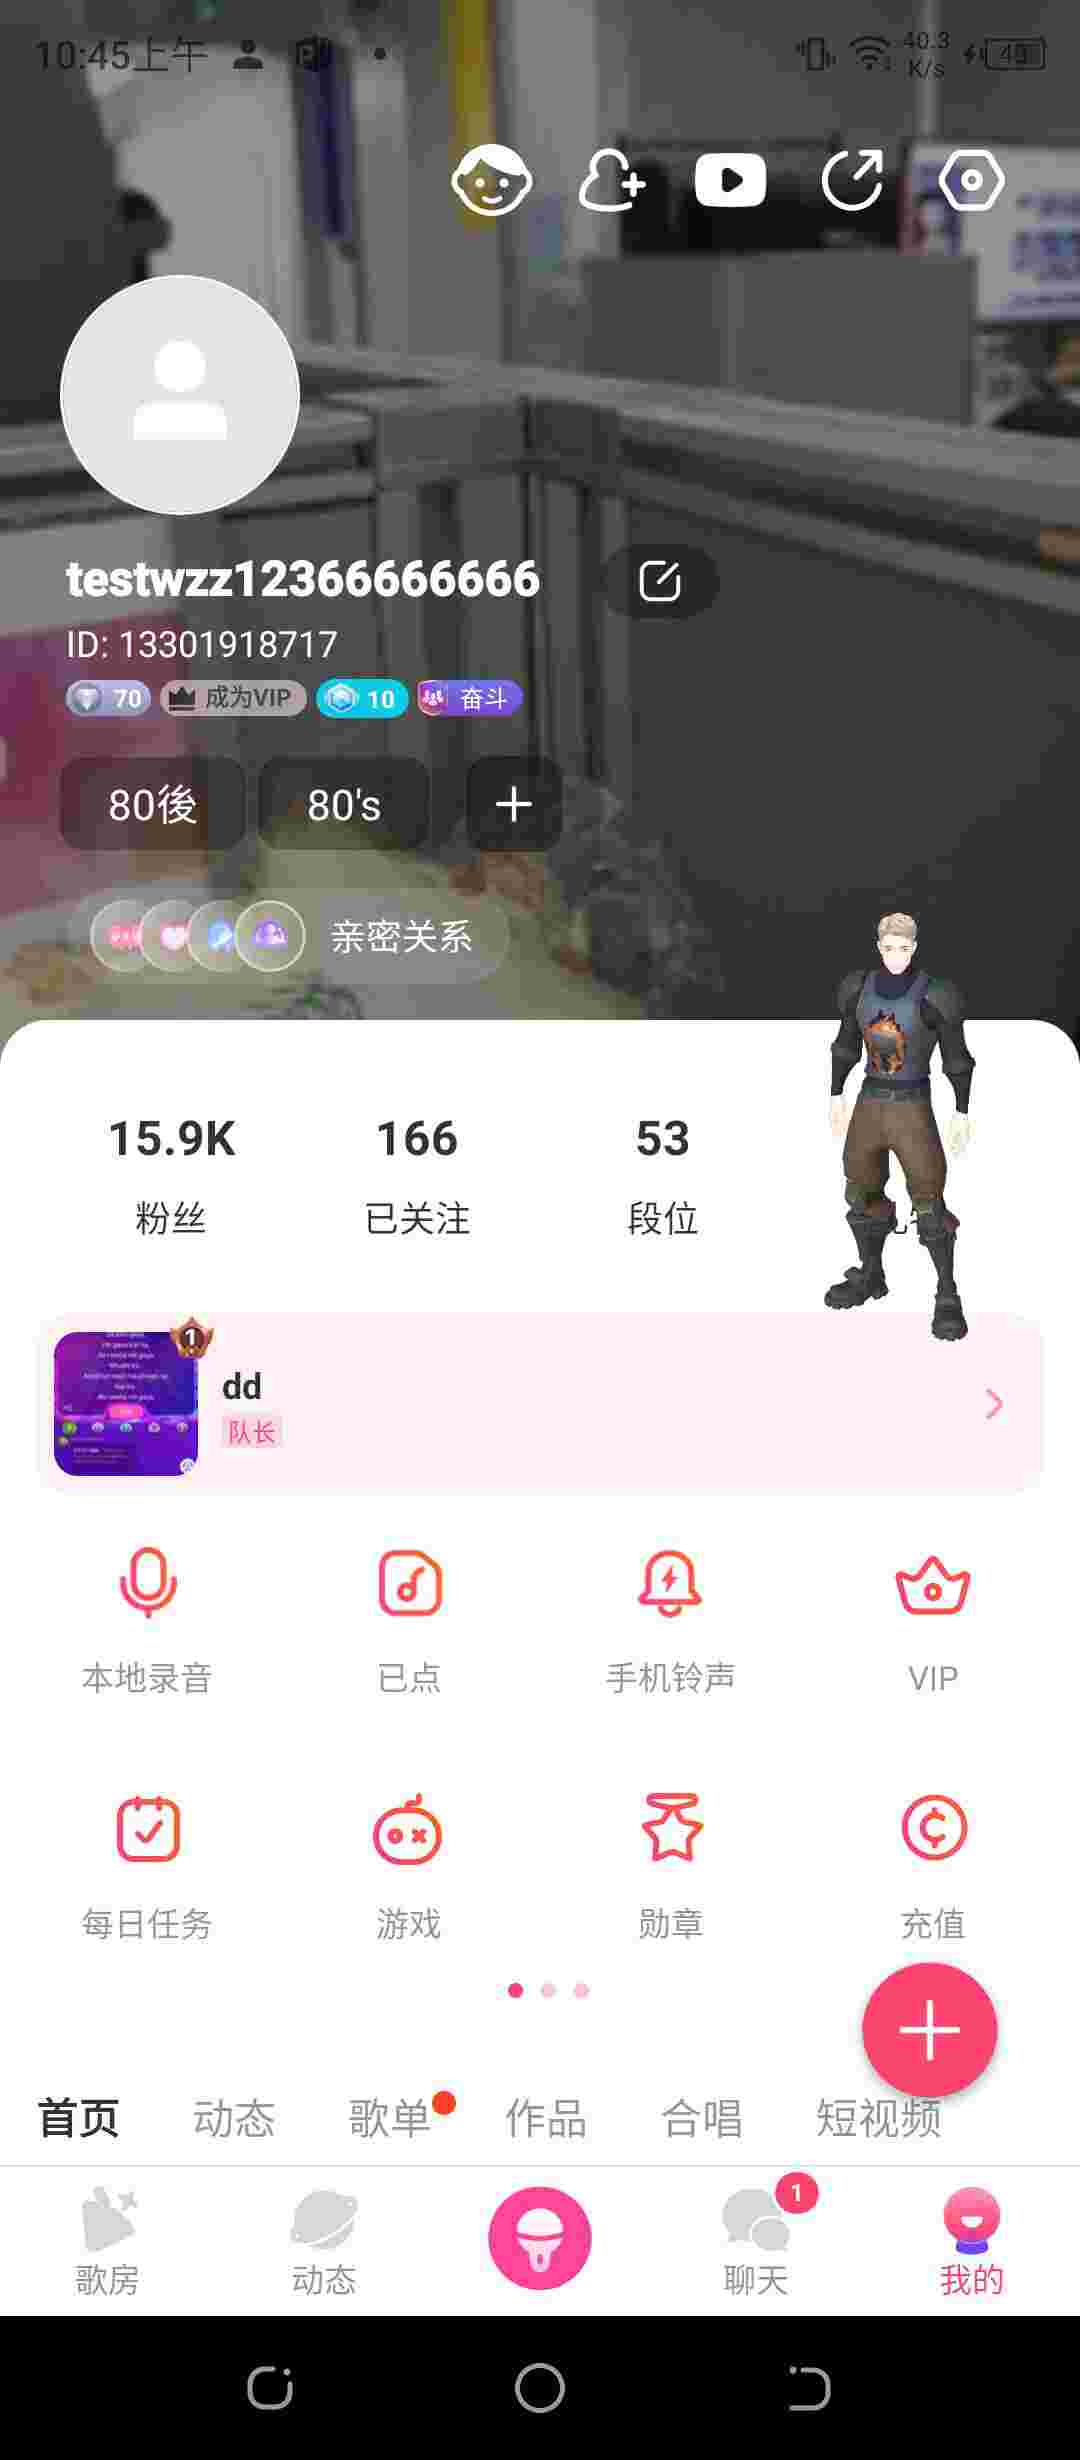 10:45上午
40.3
K/s
49
testwzz12366666666
ID: 13301918717
70 成为VIP 10 奋斗
80後 80's
亲密关系
15.9K 166 53
粉丝 已关注 段位
1
dd
队长
本地录音 已点 手机铃声 VIP
每日任务 游戏 勋章 充值
首页 动态 歌单 作品 合唱 短视频
1
歌房 动态 聊天 我的